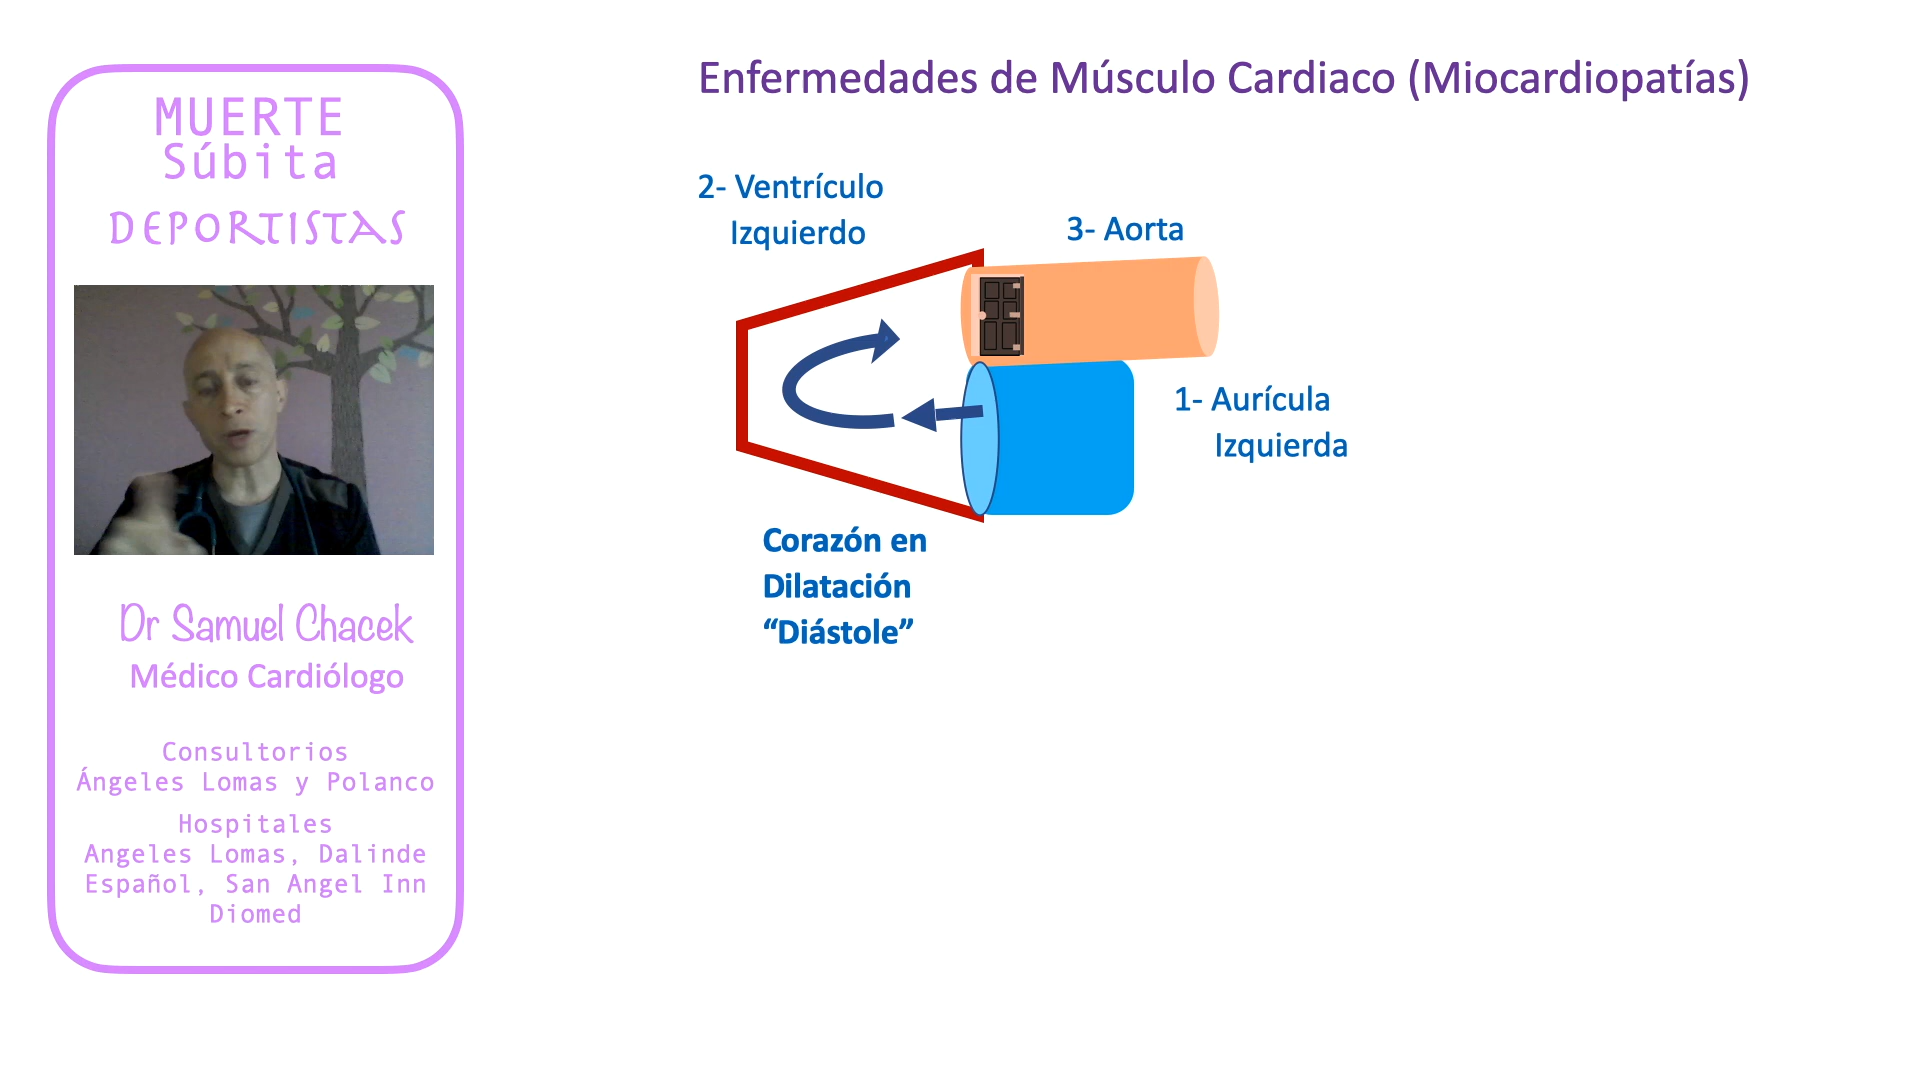 MUERTE
Súbita
DEPORTISTAS
Dr Samuel Chacek
Médico Cardiólogo
Consultorios
Ángeles Lomas y Polanco
Hospitales
Angeles Lomas, Dalinde
Español, San Angel Inn
Diomed
Enfermedades de Músculo Cardiaco (Miocardiopatías)
2- Ventrículo
Izquierdo
3- Aorta
1- Aurícula
Izquierda
Corazón en
Dilatación
“Diástole”